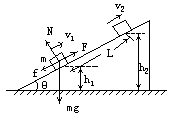 v₂
N v₁
F
m L
f h₁ h₂
θ
mg